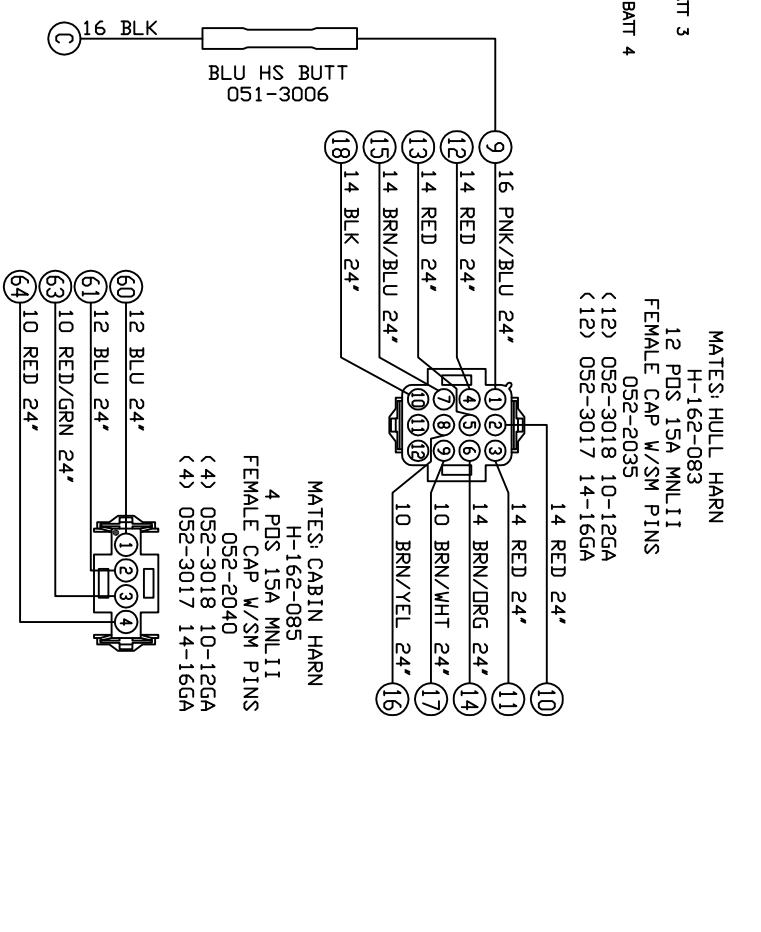 TT 3
BATT 4
16 BLK
C
BLU HS BUTT
051-3006
9
12
13
15
18
16 PNK/BLU 24"
14 RED 24"
14 RED 24"
14 BRN/BLU 24"
14 BLK 24"
MATES: HULL HARN
H-162-083
12 POS 15A MNLII
FEMALE CAP W/SM PINS
052-2035
(12) 052-3018 10-12GA
(12) 052-3017 14-16GA
1
2
3
4
5
6
7
8
9
10
11
12
14 RED 24"
14 RED 24"
14 BRN/ORG 24"
10 BRN/WHT 24"
10 BRN/YEL 24"
10
11
14
17
16
60
61
63
64
12 BLU 24"
12 BLU 24"
10 RED/GRN 24"
10 RED 24"
MATES: CABIN HARN
H-162-085
4 POS 15A MNLII
FEMALE CAP W/SM PINS
052-2040
(4) 052-3018 10-12GA
(4) 052-3017 14-16GA
1
2
3
4